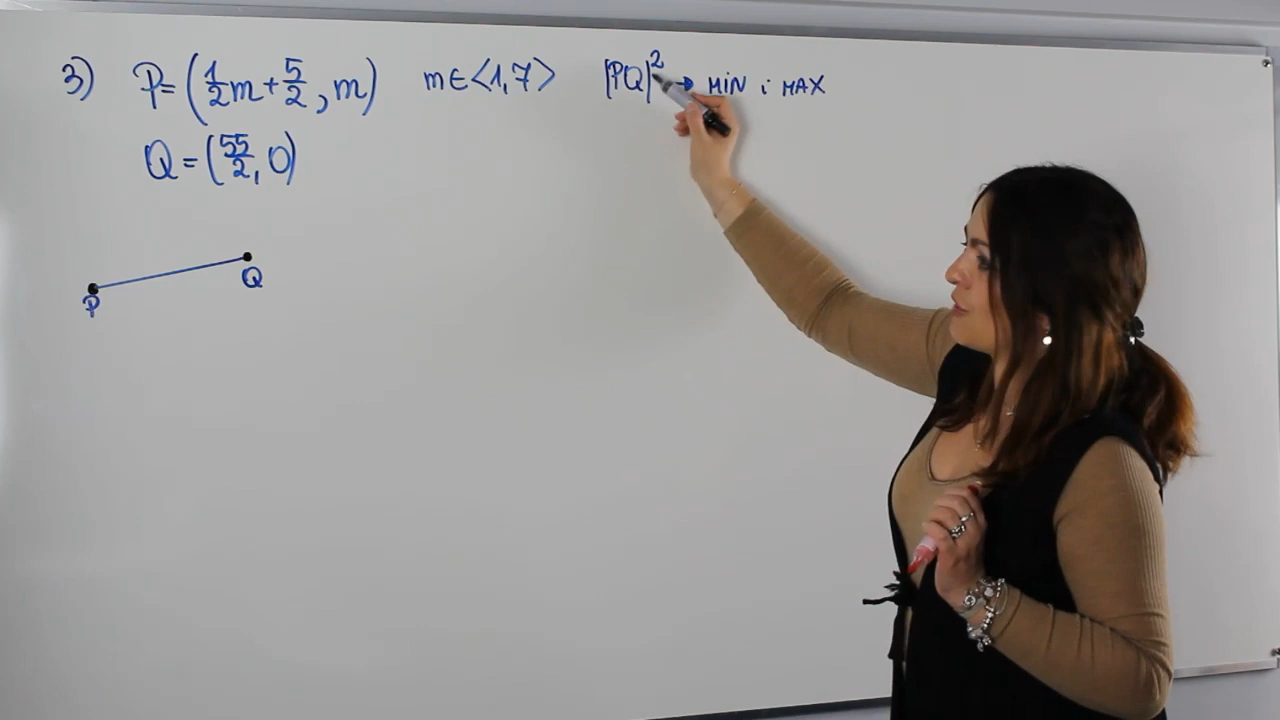 3) P=(1/2m+5/2, m) m∈<1,7> |PQ|² → MIN i MAX
Q=(55/2, 0)
Q
P